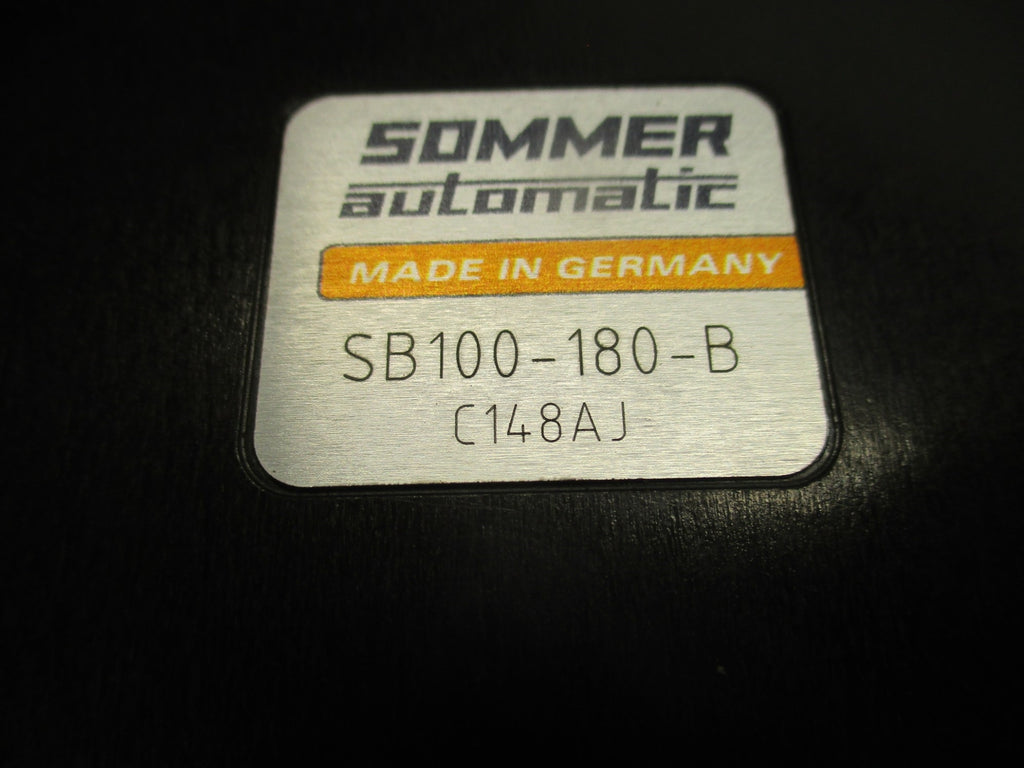 SOMMER
automatic
MADE IN GERMANY
SB100-180-B
C148AJ